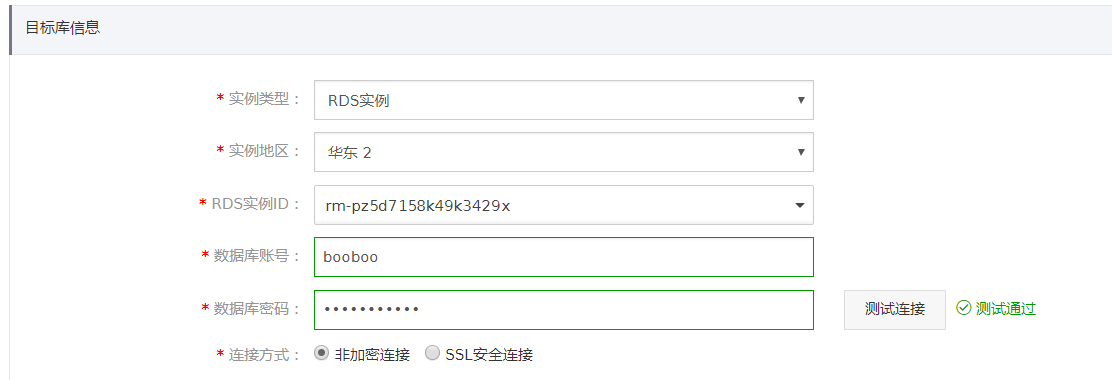 目标库信息
* 实例类型： RDS实例
* 实例地区： 华东 2
* RDS实例ID： rm-pz5d7158k49k3429x
* 数据库账号： booboo
* 数据库密码： ••••••••••• 测试连接 测试通过
* 连接方式： 非加密连接 SSL安全连接